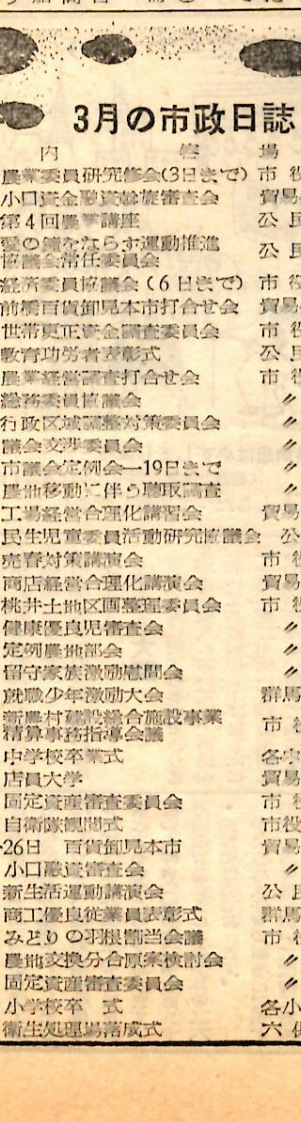 3月の市政日誌
内 容 場
農業委員研究修会(3日まで) 市 役
小口資金融資斡旋審査会 貿易
第4回農業講座 公 民
愛の鐘をならす運動推進
協議会常任委員会 公 民
経済委員協議会(6日まで) 市 役
前橋百貨卸見本市打合せ会 貿易
世帯更正資金調査委員会 市 役
教育功労者表彰式 公 民
農業経営調査打合せ会 市 役
総務委員協議会 〃
行政区域調整対策委員会 〃
議会交渉委員会 〃
市議会定例会―19日まで 〃
農地移動に伴う聴取調査 〃
工場経営合理化講習会 貿易
民生児童委員活動研究協議会 公
売春対策講演会 市 役
商店経営合理化講演会 貿易
桃井土地区画整理委員会 市 役
健康優良児審査会 〃
定例農地部会 〃
留守家族激励慰問会 〃
就職少年激励大会 群馬
新農村建設総合施設事業
精算事務指導会議 市 役
中学校卒業式 各中
店員大学 貿易
固定資産審査委員会 市 役
自衛隊観閲式 市役
26日 百貨卸見本市 貿易
小口融資審査会 〃
新生活運動講演会 公 民
商工優良従業員表彰式 群馬
みどりの羽根割当会議 市 役
農地交換分合原案検討会 〃
固定資産審査委員会 〃
小学校卒 式 各小
衛生処理場落成式 六 供